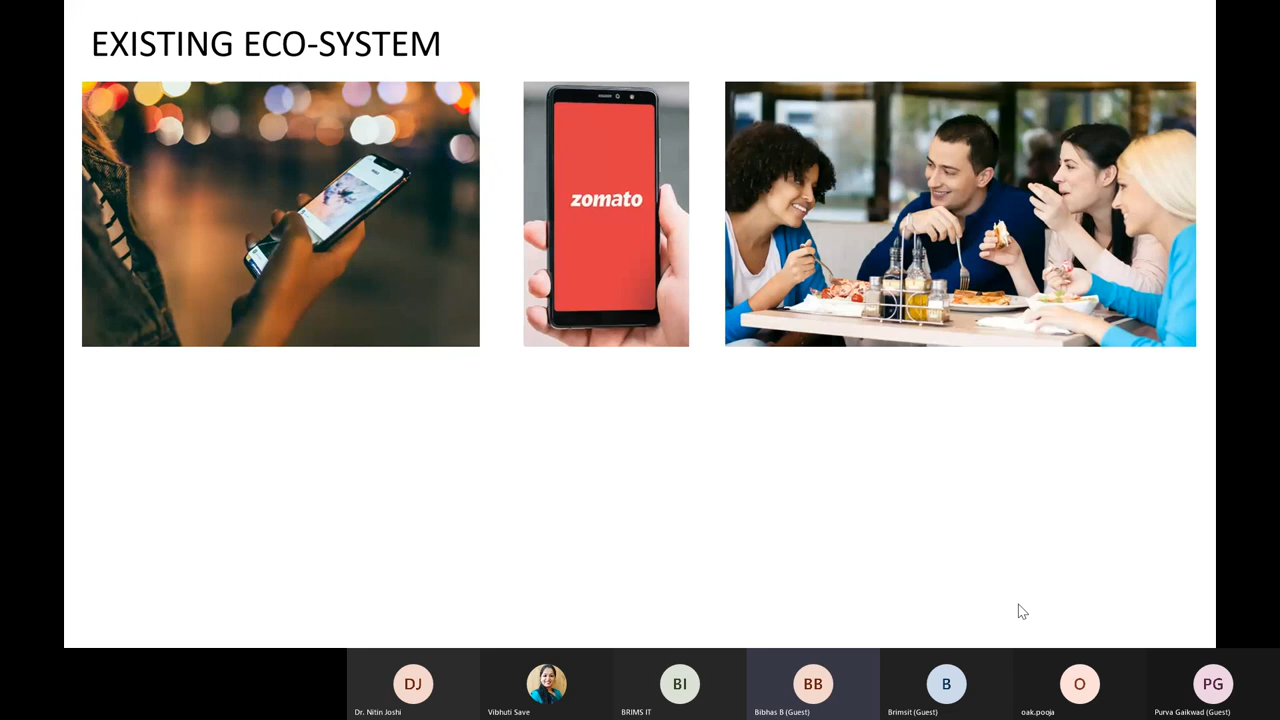 EXISTING ECO-SYSTEM
zomato
DJ
BI
BB
B
O
PG
Dr. Nitin Joshi
Vibhuti Save
BRIMS IT
Bibhas B (Guest)
Brimsit (Guest)
oak.pooja
Purva Gaikwad (Guest)